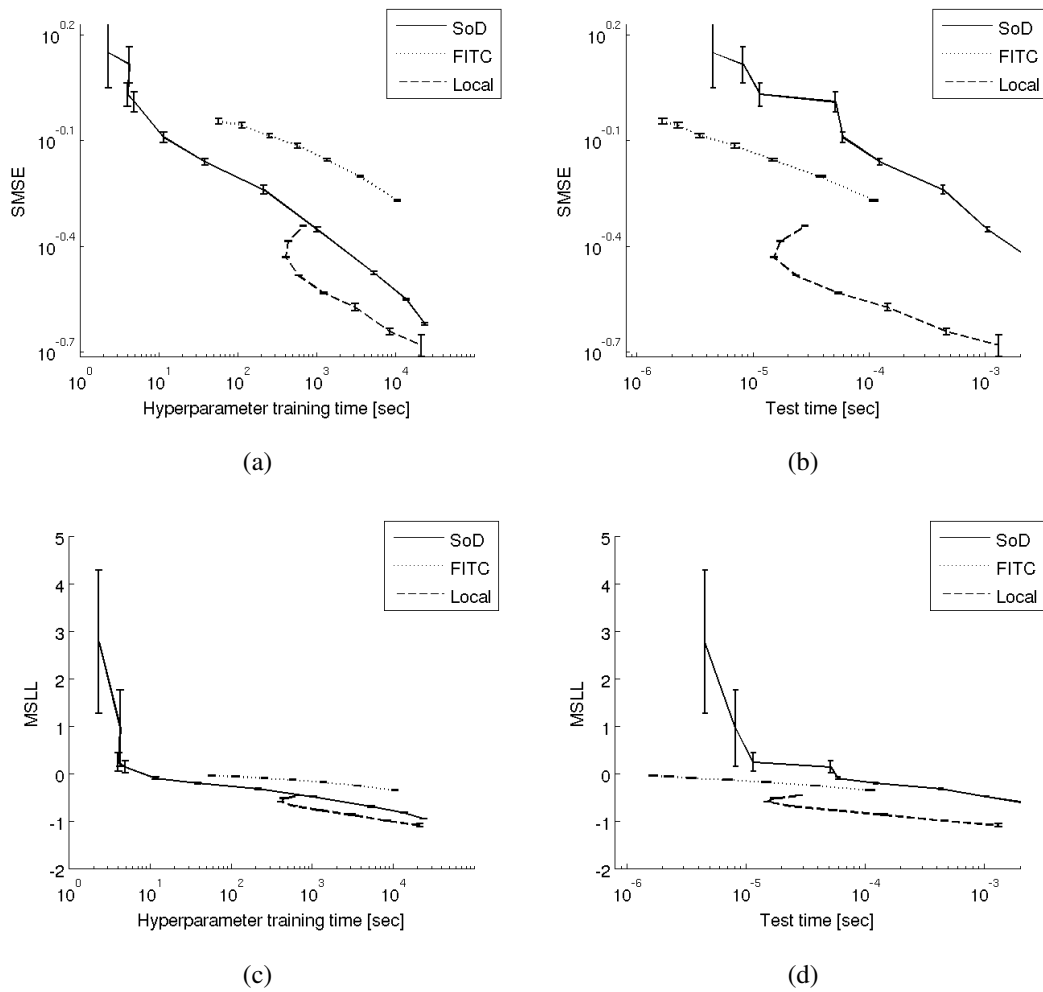 10^0.2
10^-0.1
10^-0.4
10^-0.7
SMSE
10^0 10^1 10^2 10^3 10^4
Hyperparameter training time [sec]
SoD
FITC
Local
(a)
10^0.2
10^-0.1
10^-0.4
10^-0.7
SMSE
10^-6 10^-5 10^-4 10^-3
Test time [sec]
SoD
FITC
Local
(b)
5
4
3
2
1
0
-1
-2
MSLL
10^0 10^1 10^2 10^3 10^4
Hyperparameter training time [sec]
SoD
FITC
Local
(c)
5
4
3
2
1
0
-1
-2
MSLL
10^-6 10^-5 10^-4 10^-3
Test time [sec]
SoD
FITC
Local
(d)